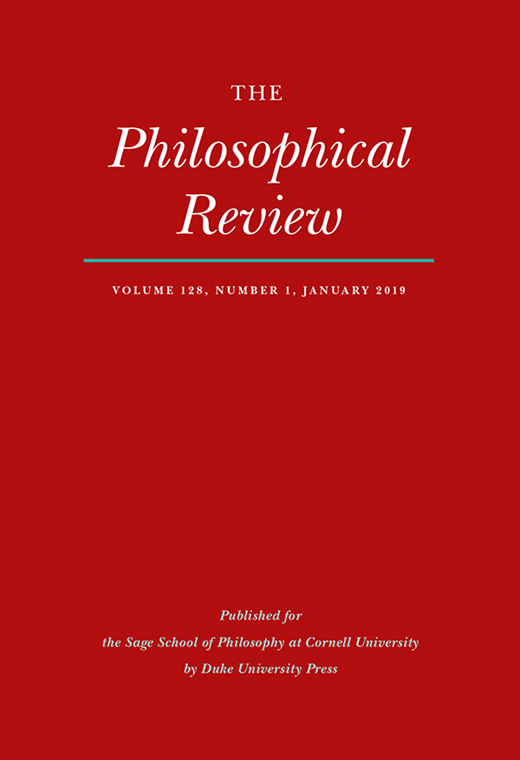 THE
Philosophical
Review
VOLUME 128, NUMBER 1, JANUARY 2019
Published for
the Sage School of Philosophy at Cornell University
by Duke University Press